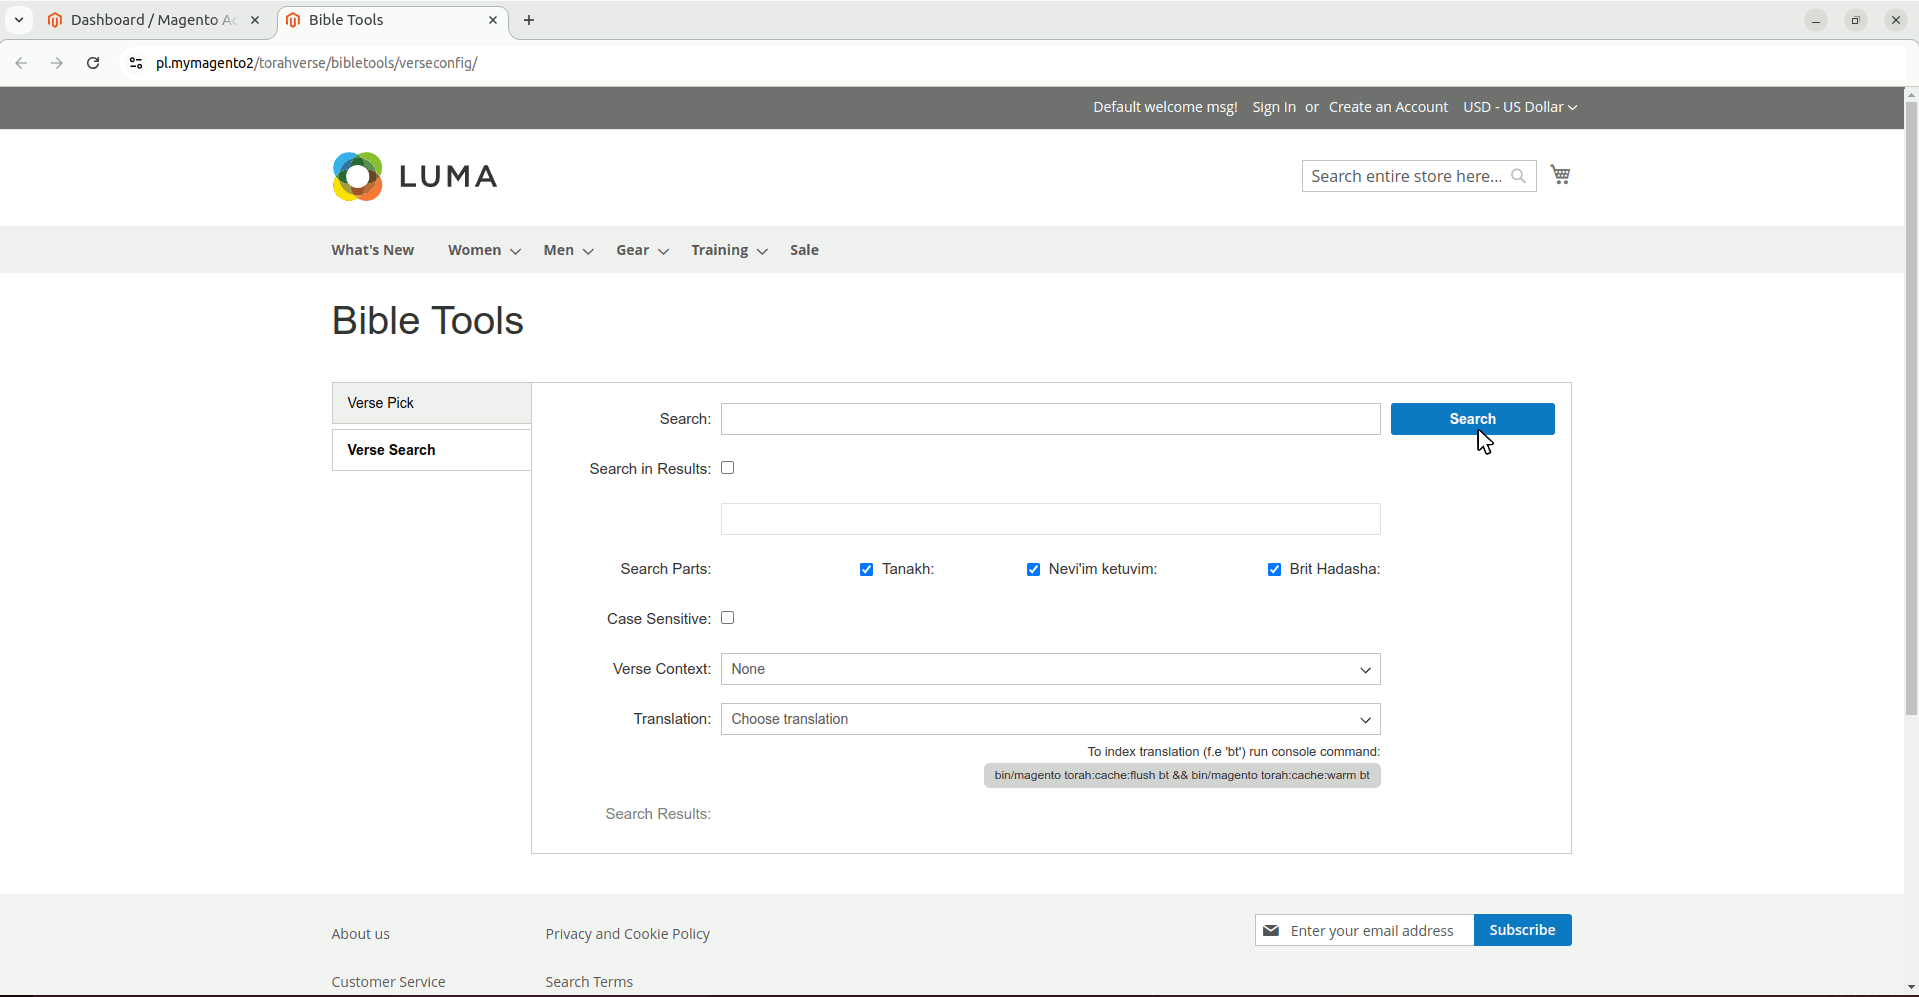 Dashboard / Magento Ac
Bible Tools
pl.mymagento2/torahverse/bibletools/verseconfig/
Default welcome msg! Sign In or Create an Account USD - US Dollar
LUMA
Search entire store here...
What's New Women Men Gear Training Sale
Bible Tools
Verse Pick
Verse Search
Search:
Search
Search in Results:
Search Parts: Tanakh: Nevi'im ketuvim: Brit Hadasha:
Case Sensitive:
Verse Context: None
Translation: Choose translation
To index translation (f.e 'bt') run console command:
bin/magento torah:cache:flush bt && bin/magento torah:cache:warm bt
Search Results:
About us
Privacy and Cookie Policy
Enter your email address
Subscribe
Customer Service
Search Terms